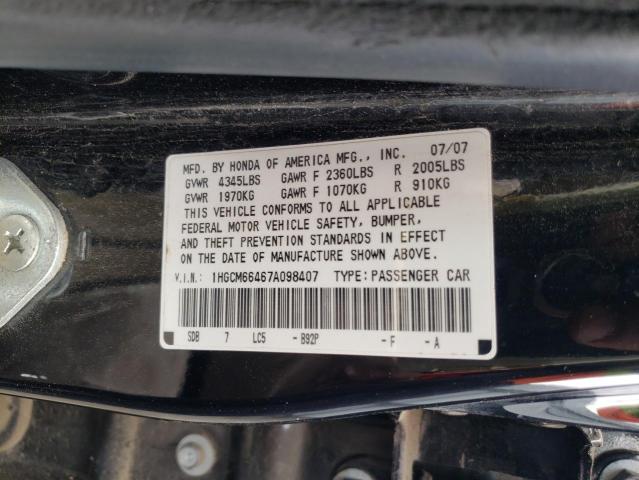 MFD. BY HONDA OF AMERICA MFG., INC. 07/07
GVWR 4345LBS GAWR F 2360LBS R 2005LBS
GVWR 1970KG GAWR F 1070KG R 910KG
THIS VEHICLE CONFORMS TO ALL APPLICABLE
FEDERAL MOTOR VEHICLE SAFETY, BUMPER,
AND THEFT PREVENTION STANDARDS IN EFFECT
ON THE DATE OF MANUFACTURE SHOWN ABOVE.
V.I.N.: 1HGCM66467A098407 TYPE: PASSENGER CAR
SDB 7 LC5 - B92P - F - A